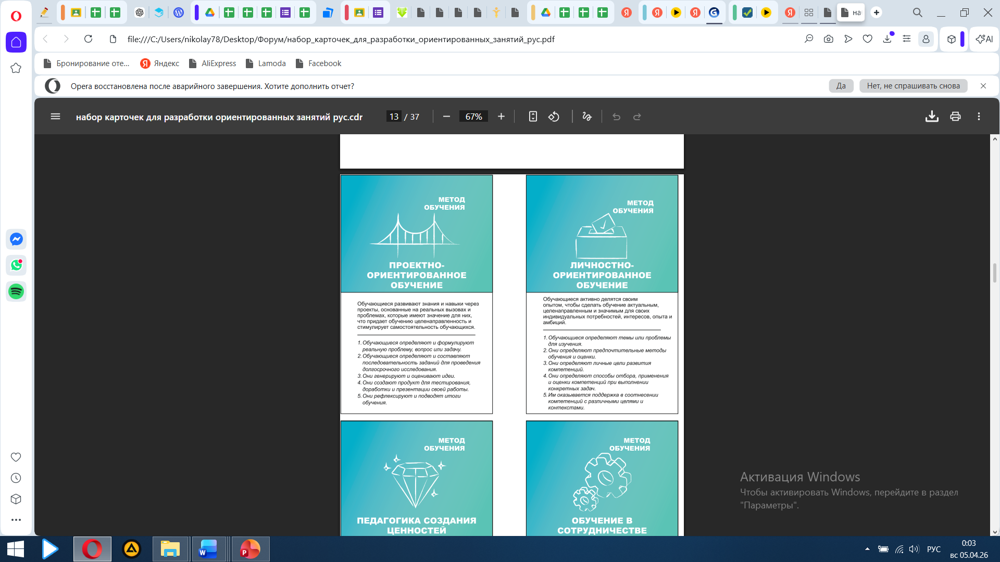 на
file:///C:/Users/nikolay78/Desktop/Форум/набор_карточек_для_разработки_ориентированных_занятий_рус.pdf
AI
Бронирование оте...
Яндекс
AliExpress
Lamoda
Facebook
Opera восстановлена после аварийного завершения. Хотите дополнить отчет?
Да
Нет, не спрашивать снова
набор карточек для разработки ориентированных занятий рус.cdr
13 / 37
67%
МЕТОД
ОБУЧЕНИЯ
ПРОЕКТНО-
ОРИЕНТИРОВАННОЕ
ОБУЧЕНИЕ
Обучающиеся развивают знания и навыки через
проекты, основанные на реальных вызовах и
проблемах, которые имеют значение для них,
что придает обучению целенаправленность и
стимулирует самостоятельность обучающихся.
1. Обучающиеся определяют и формулируют
реальную проблему, вопрос или задачу.
2. Обучающиеся определяют и составляют
последовательность заданий для проведения
долгосрочного исследования.
3. Они генерируют и оценивают идеи.
4. Они создают продукт для тестирования,
доработки и презентации своей работы.
5. Они рефлексируют и подводят итоги
обучения.
МЕТОД
ОБУЧЕНИЯ
ЛИЧНОСТНО-
ОРИЕНТИРОВАННОЕ
ОБУЧЕНИЕ
Обучающиеся активно делятся своим
опытом, чтобы сделать обучение актуальным,
целенаправленным и значимым для своих
индивидуальных потребностей, интересов, опыта и
амбиций.
1. Обучающиеся определяют темы или проблемы
для изучения.
2. Они определяют предпочтительные методы
обучения и оценки.
3. Они определяют личные цели развития
компетенций.
4. Они определяют способы отбора, применения
и оценки компетенций при выполнении
конкретных задач.
5. Им оказывается поддержка в соотнесении
компетенций с различными целями и
контекстами.
МЕТОД
ОБУЧЕНИЯ
ПЕДАГОГИКА СОЗДАНИЯ
ЦЕННОСТЕЙ
МЕТОД
ОБУЧЕНИЯ
ОБУЧЕНИЕ В
СОТРУДНИЧЕСТВЕ
Активация Windows
Чтобы активировать Windows, перейдите в раздел
"Параметры".
РУС
0:03
вс 05.04.26